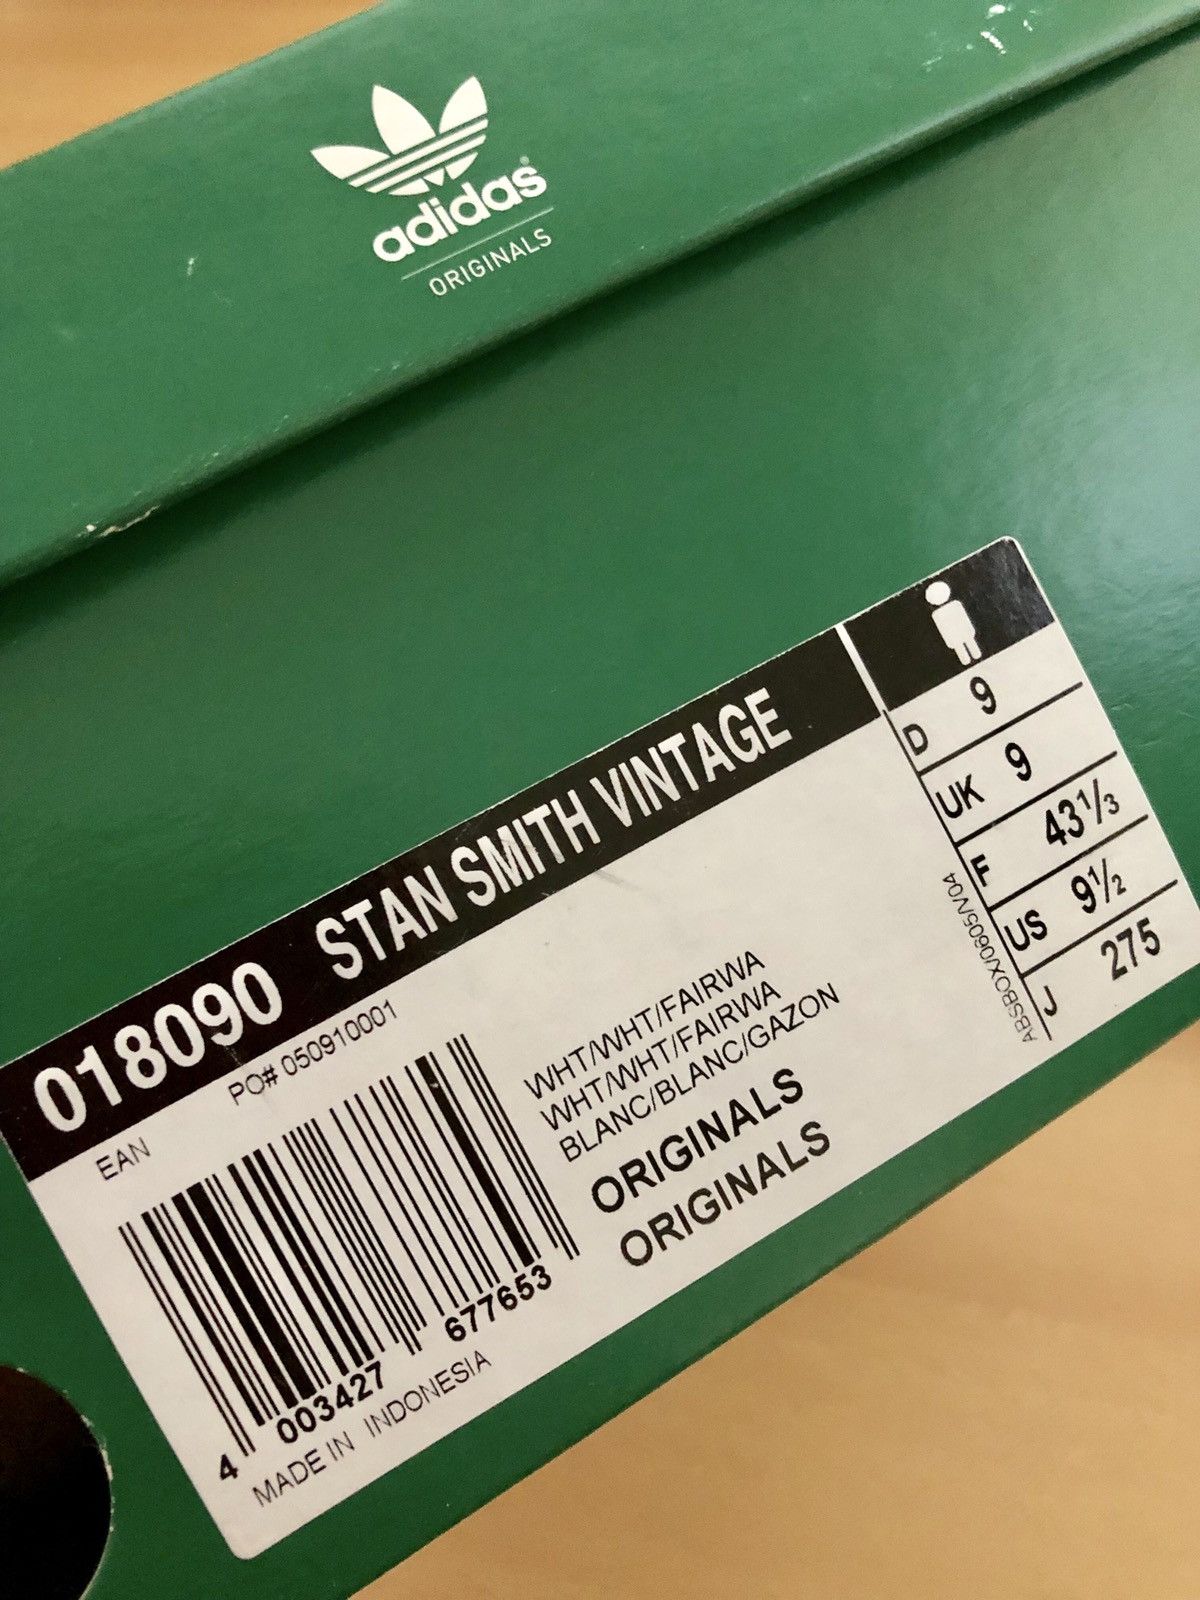 adidas®
ORIGINALS
018090 STAN SMITH VINTAGE
PO# 050910001
EAN
WHT/WHT/FAIRWA
WHT/WHT/FAIRWA
BLANC/BLANC/GAZON
ORIGINALS
ORIGINALS
4 003427 677653
MADE IN INDONESIA
D 9
UK 9
F 43⅓
US 9½
J 275
ABSBOX/0605/V04